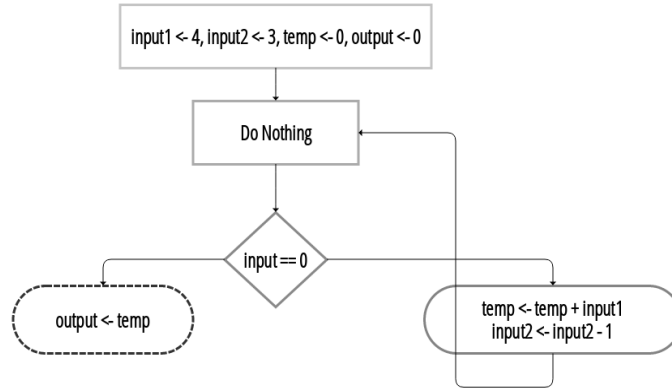 input1 <- 4, input2 <- 3, temp <- 0, output <- 0
Do Nothing
input == 0
output <- temp
temp <- temp + input1
input2 <- input2 - 1